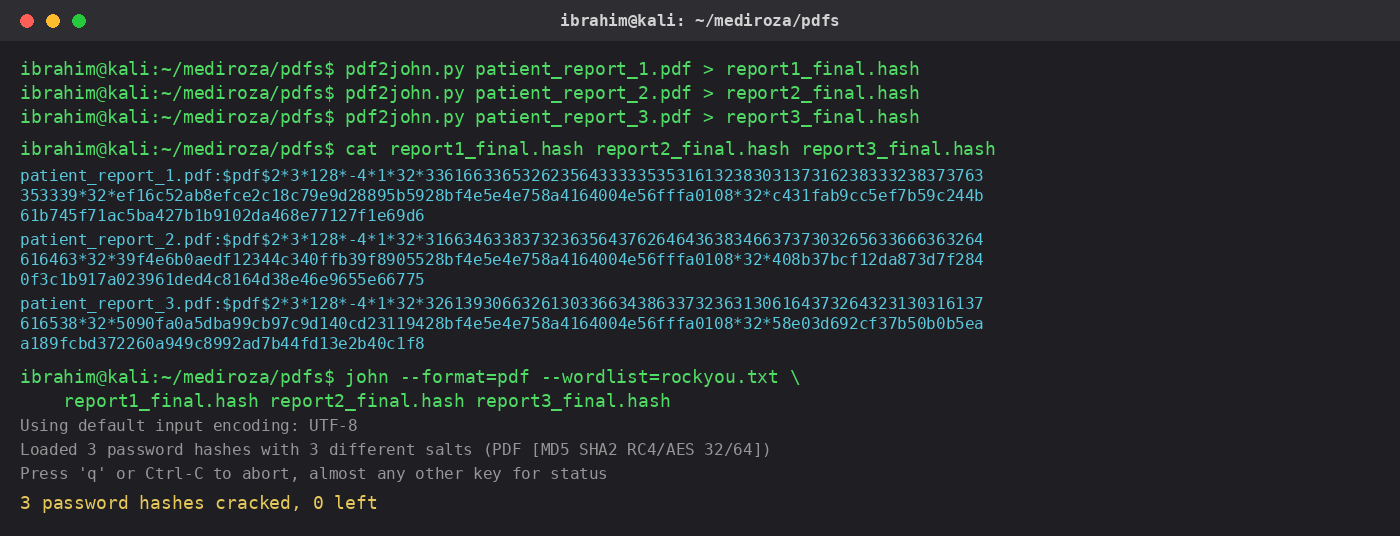 ibrahim@kali: ~/mediroza/pdfs
ibrahim@kali:~/mediroza/pdfs$ pdf2john.py patient_report_1.pdf > report1_final.hash
ibrahim@kali:~/mediroza/pdfs$ pdf2john.py patient_report_2.pdf > report2_final.hash
ibrahim@kali:~/mediroza/pdfs$ pdf2john.py patient_report_3.pdf > report3_final.hash
ibrahim@kali:~/mediroza/pdfs$ cat report1_final.hash report2_final.hash report3_final.hash
patient_report_1.pdf:$pdf$2*3*128*-4*1*32*3361663365326235643333353531613238303137316238333238373763
353339*32*ef16c52ab8efce2c18c79e9d28895b5928bf4e5e4e758a4164004e56fffa0108*32*c431fab9cc5ef7b59c244b
61b745f71ac5ba427b1b9102da468e77127f1e69d6
patient_report_2.pdf:$pdf$2*3*128*-4*1*32*3166346338373236356437626464363834663737303265633666363264
616463*32*39f4e6b0aedf12344c340ffb39f8905528bf4e5e4e758a4164004e56fffa0108*32*408b37bcf12da873d7f284
0f3c1b917a023961ded4c8164d38e46e9655e66775
patient_report_3.pdf:$pdf$2*3*128*-4*1*32*3261393066326130336634386337323631306164373264323130316137
616538*32*5090fa0a5dba99cb97c9d140cd23119428bf4e5e4e758a4164004e56fffa0108*32*58e03d692cf37b50b0b5ea
a189fcbd372260a949c8992ad7b44fd13e2b40c1f8
ibrahim@kali:~/mediroza/pdfs$ john --format=pdf --wordlist=rockyou.txt \
report1_final.hash report2_final.hash report3_final.hash
Using default input encoding: UTF-8
Loaded 3 password hashes with 3 different salts (PDF [MD5 SHA2 RC4/AES 32/64])
Press 'q' or Ctrl-C to abort, almost any other key for status
3 password hashes cracked, 0 left